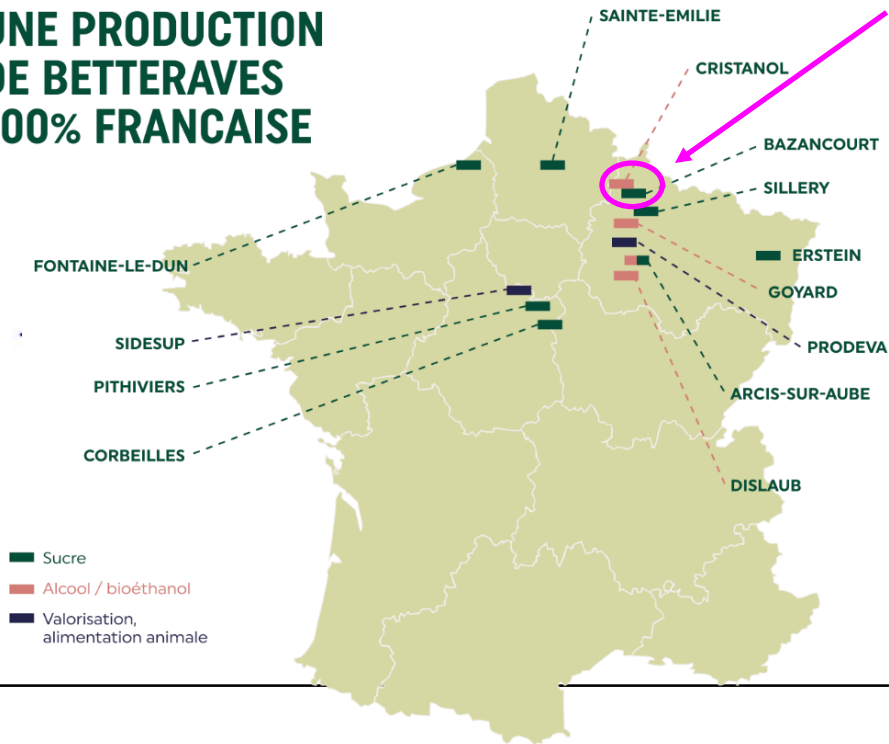 UNE PRODUCTION
DE BETTERAVES
00% FRANCAISE
SAINTE-EMILIE
CRISTANOL
BAZANCOURT
SILLERY
ERSTEIN
GOYARD
PRODEVA
ARCIS-SUR-AUBE
DISLAUB
FONTAINE-LE-DUN
SIDESUP
PITHIVIERS
CORBEILLES
Sucre
Alcool / bioéthanol
Valorisation,
alimentation animale